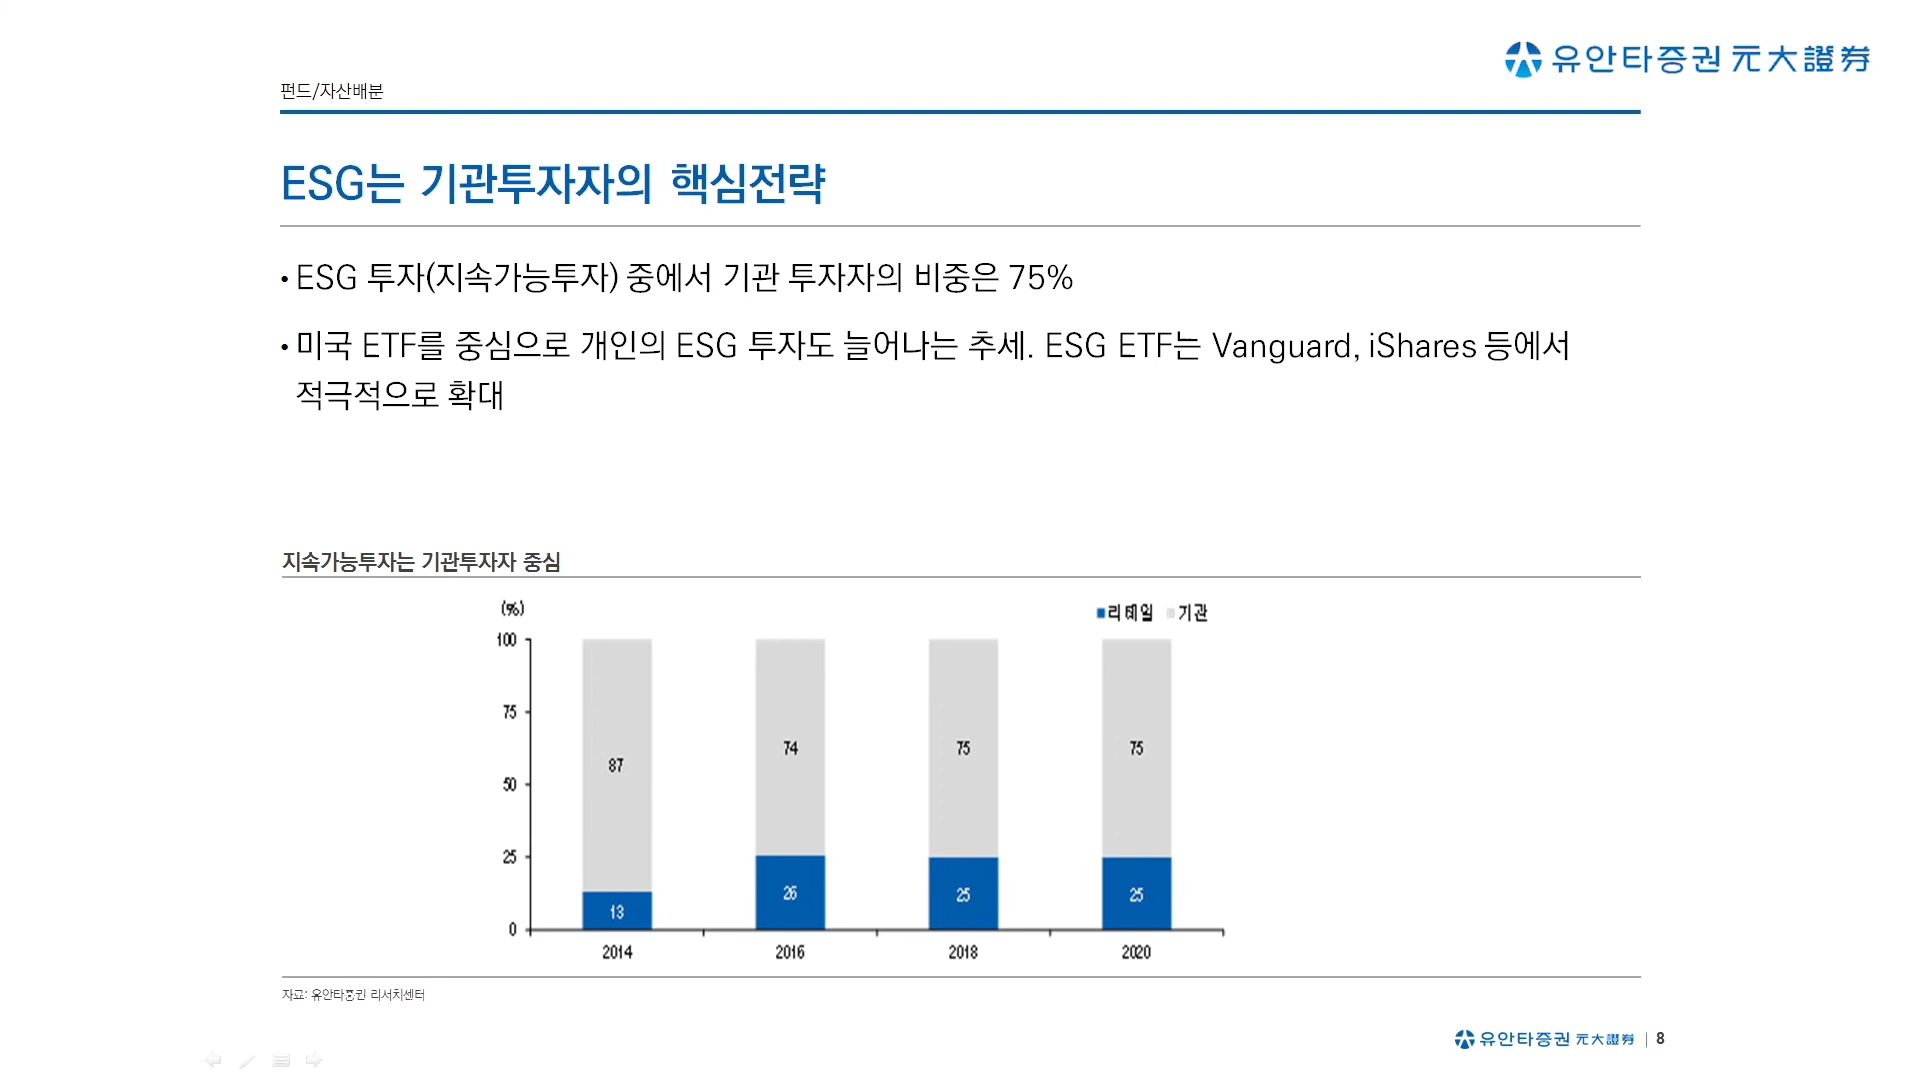 유안타증권 元大證券
펀드/자산배분
ESG는 기관투자자의 핵심전략
• ESG 투자(지속가능투자) 중에서 기관 투자자의 비중은 75%
• 미국 ETF를 중심으로 개인의 ESG 투자도 늘어나는 추세. ESG ETF는 Vanguard, iShares 등에서
적극적으로 확대
지속가능투자는 기관투자자 중심
(%)
리테일 기관
100
75
50
25
0
87
74
75
75
13
26
25
25
2014 2016 2018 2020
자료: 유안타증권 리서치센터
유안타증권 元大證券 | 8